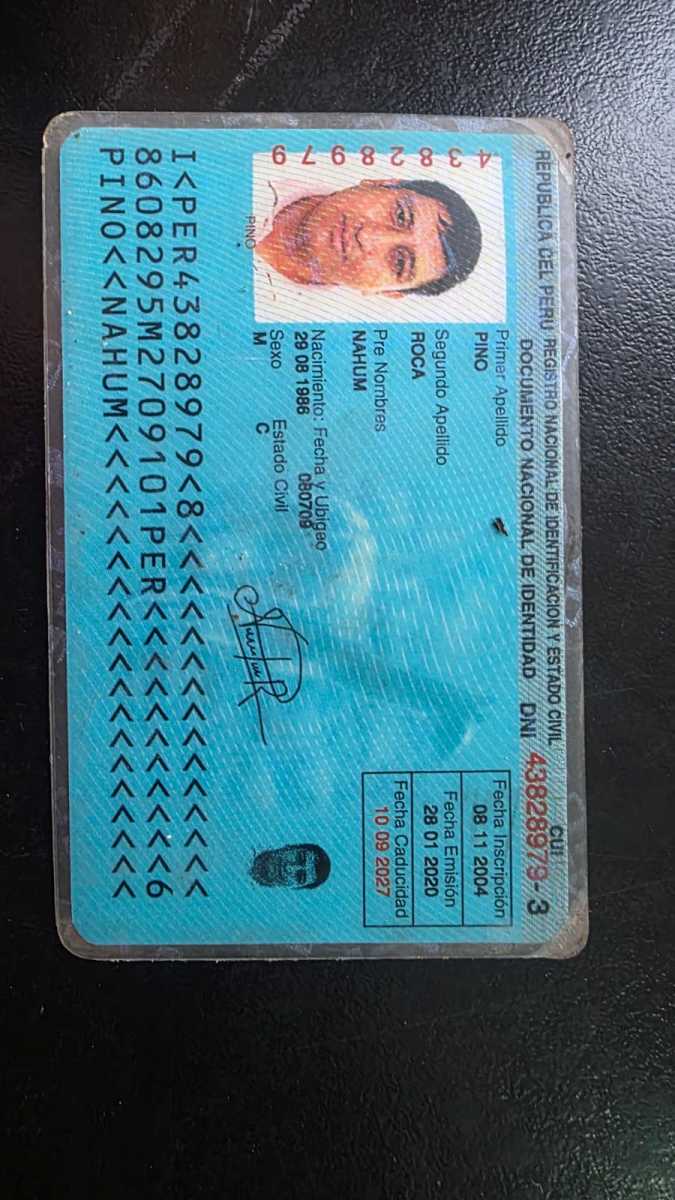 REPUBLICA DEL PERU REGISTRO NACIONAL DE IDENTIFICACION Y ESTADO CIVIL
DOCUMENTO NACIONAL DE IDENTIDAD DNI
CUI
43828979 - 3
43828979
PINO
Primer Apellido
PINO
Segundo Apellido
ROCA
Pre Nombres
NAHUM
Nacimiento: Fecha y Ubigeo
29 08 1986 080709
Sexo Estado Civil
M C
Fecha Inscripción
08 11 2004
Fecha Emisión
28 01 2020
Fecha Caducidad
10 09 2027
I<PER43828979<8<<<<<<<<<<<<<<<
8608295M2709101PER<<<<<<<<<<<6
PINO<<NAHUM<<<<<<<<<<<<<<<<<<<